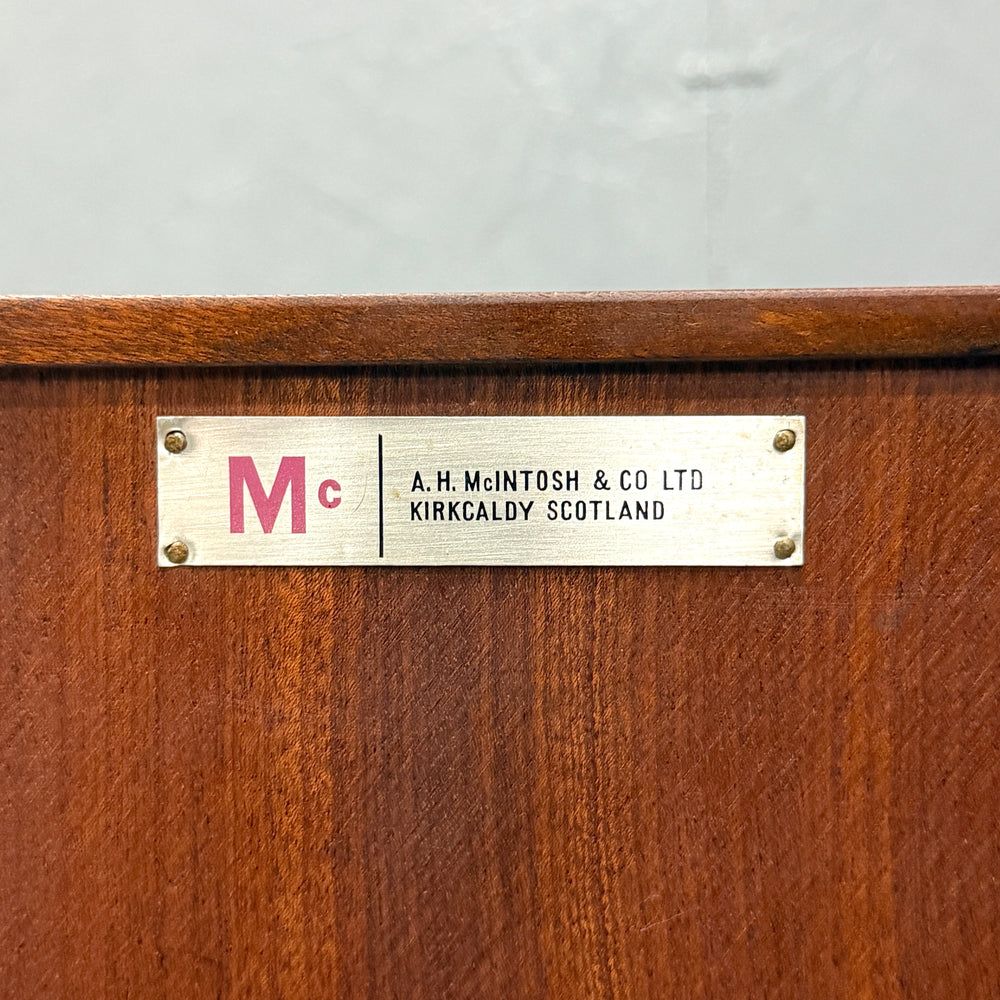 Mc
A.H. McINTOSH & CO LTD
KIRKCALDY SCOTLAND